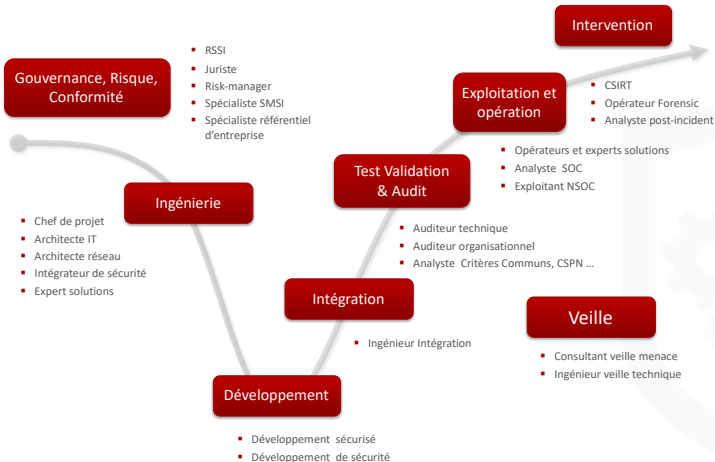 Intervention
Gouvernance, Risque,
Conformité
RSSI
Juriste
Risk-manager
Spécialiste SMSI
Spécialiste référentiel
d'entreprise
Exploitation et
opération
CSIRT
Opérateur Forensic
Analyste post-incident
Opérateurs et experts solutions
Analyste SOC
Exploitant NSOC
Test Validation
& Audit
Auditeur technique
Auditeur organisationnel
Analyste Critères Communs, CSPN ...
Ingénierie
Chef de projet
Architecte IT
Architecte réseau
Intégrateur de sécurité
Expert solutions
Intégration
Ingénieur Intégration
Veille
Consultant veille menace
Ingénieur veille technique
Développement
Développement sécurisé
Développement de sécurité